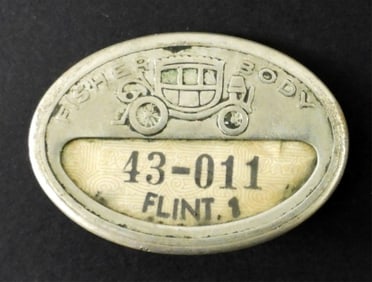 FISHER BODY
43-011
FLINT. 1